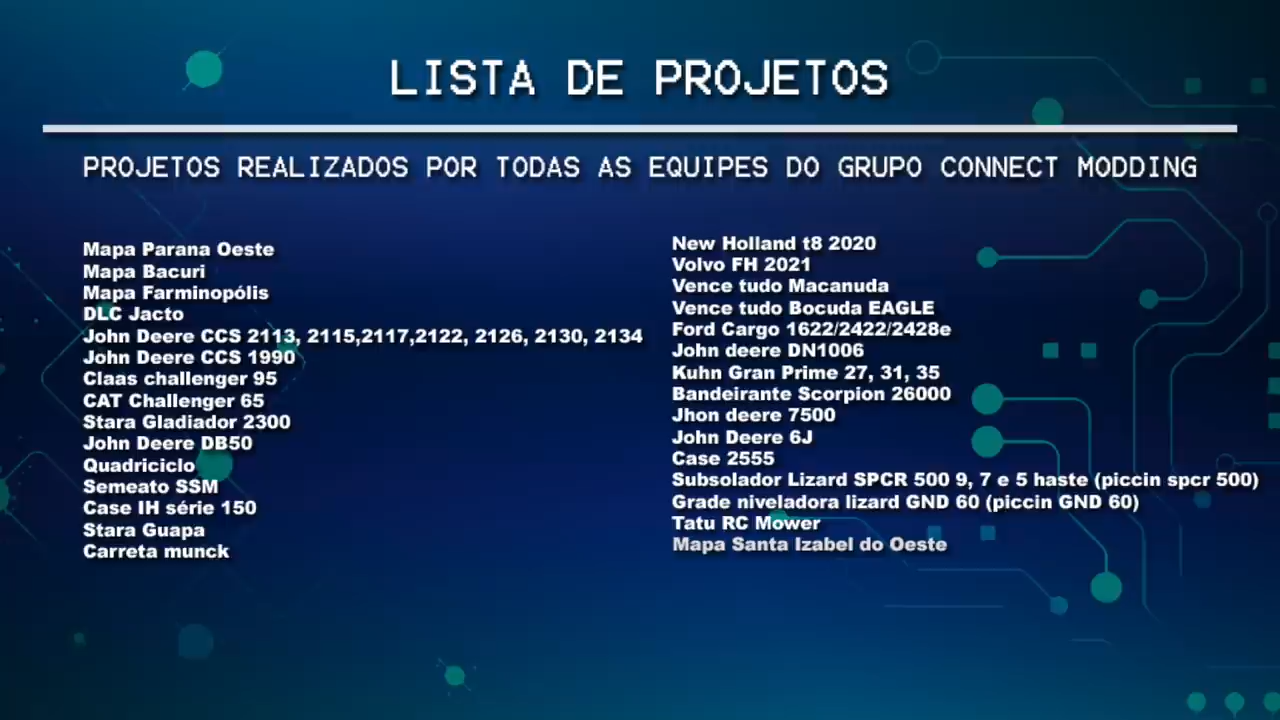 LISTA DE PROJETOS
PROJETOS REALIZADOS POR TODAS AS EQUIPES DO GRUPO CONNECT MODDING
Mapa Parana Oeste
Mapa Bacuri
Mapa Farminopólis
DLC Jacto
John Deere CCS 2113, 2115,2117,2122, 2126, 2130, 2134
John Deere CCS 1990
Claas challenger 95
CAT Challenger 65
Stara Gladiador 2300
John Deere DB50
Quadriciclo
Semeato SSM
Case IH série 150
Stara Guapa
Carreta munck
New Holland t8 2020
Volvo FH 2021
Vence tudo Macanuda
Vence tudo Bocuda EAGLE
Ford Cargo 1622/2422/2428e
John deere DN1006
Kuhn Gran Prime 27, 31, 35
Bandeirante Scorpion 26000
Jhon deere 7500
John Deere 6J
Case 2555
Subsolador Lizard SPCR 500 9, 7 e 5 haste (piccin spcr 500)
Grade niveladora lizard GND 60 (piccin GND 60)
Tatu RC Mower
Mapa Santa Izabel do Oeste